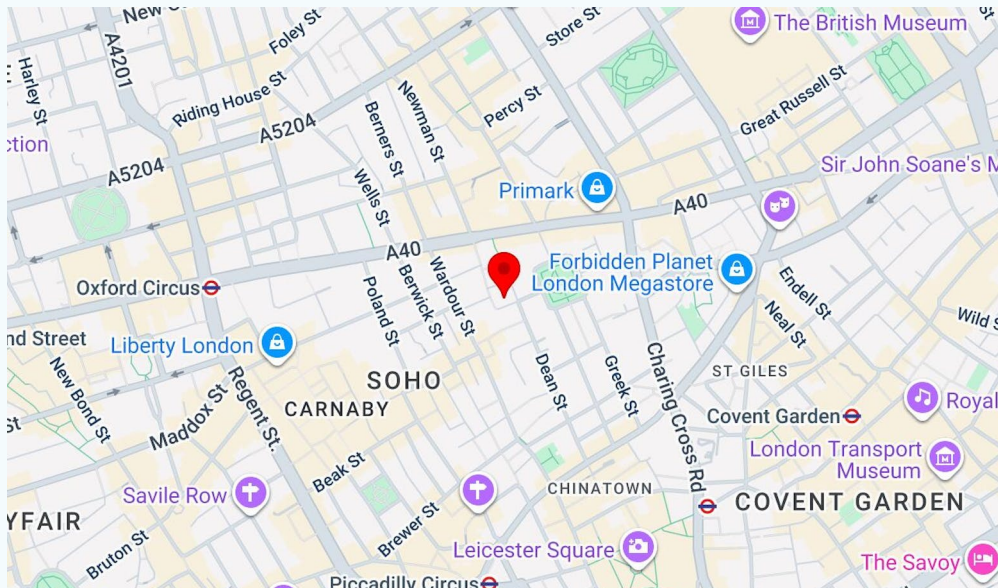 New
A4201
Foley St
Store St
The British Museum
Harley St
Riding House St
A5204
Newman St
Berners St
Percy St
Great Russell St
ction
A5204
Sir John Soane's M
Wells St
Primark
A40
A40
Forbidden Planet
London Megastore
Oxford Circus
Poland St
Berwick St
Wardour St
Endell St
Neal St
Wild S
nd Street
Liberty London
New Bond St
Regent St.
SOHO
Dean St
Greek St
Charing Cross Rd
ST GILES
CARNABY
Maddox St
St
Covent Garden
Royal
London Transport
Museum
Beak St
Savile Row
CHINATOWN
COVENT GARDEN
YFAIR
Brewer St
Bruton St
Leicester Square
The Savoy
Piccadilly Circus